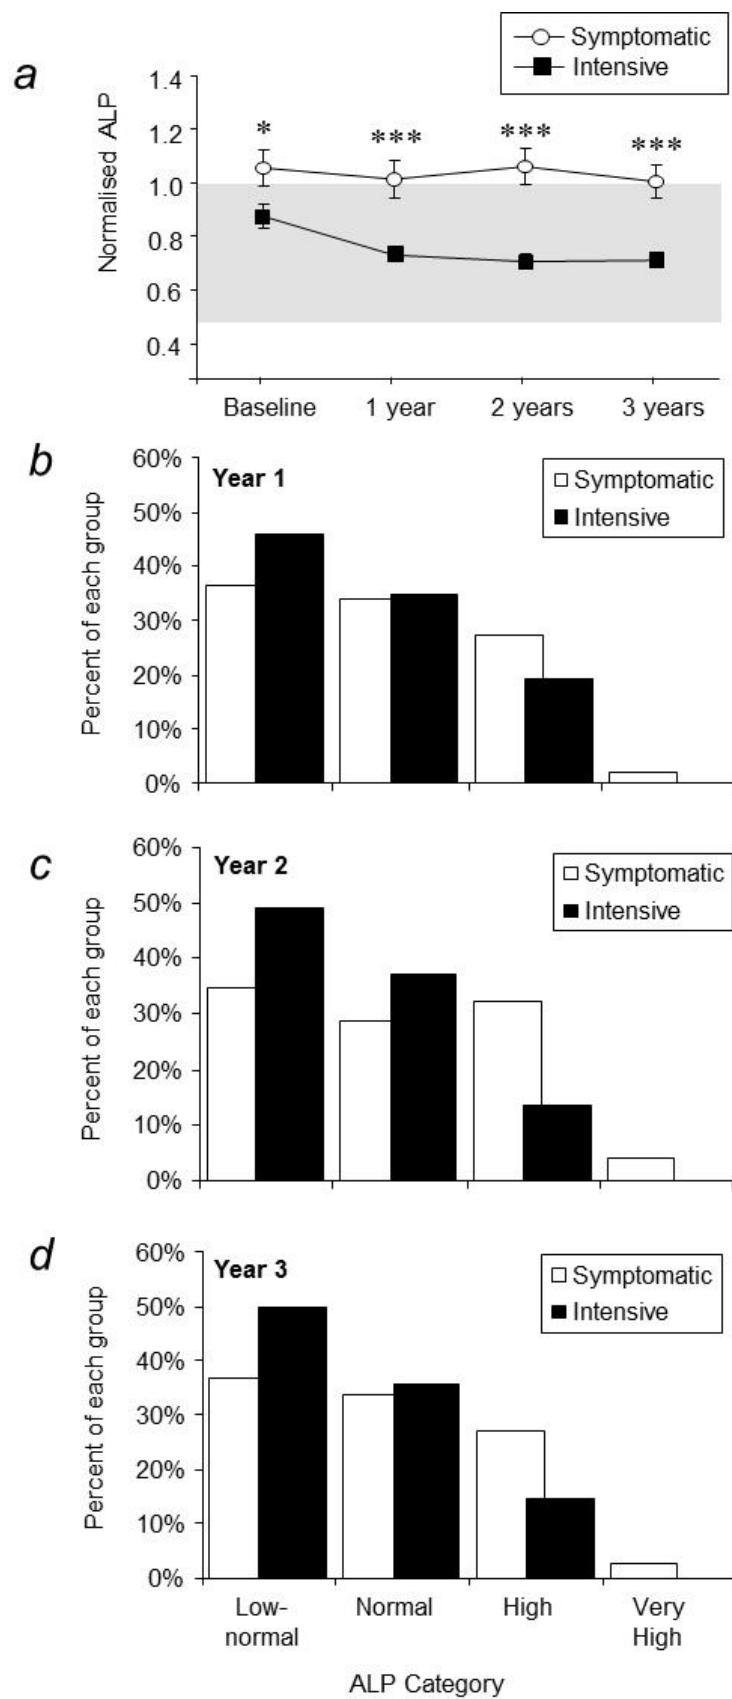 Symptomatic
Intensive
a
Normalised ALP
1.4
1.2
1.0
0.8
0.6
0.4
*
***
***
***
Baseline 1 year 2 years 3 years
b
Percent of each group
60%
50%
40%
30%
20%
10%
0%
Year 1
Symptomatic
Intensive
c
Percent of each group
60%
50%
40%
30%
20%
10%
0%
Year 2
Symptomatic
Intensive
d
Percent of each group
60%
50%
40%
30%
20%
10%
0%
Year 3
Symptomatic
Intensive
Low- Normal High Very
normal High
ALP Category